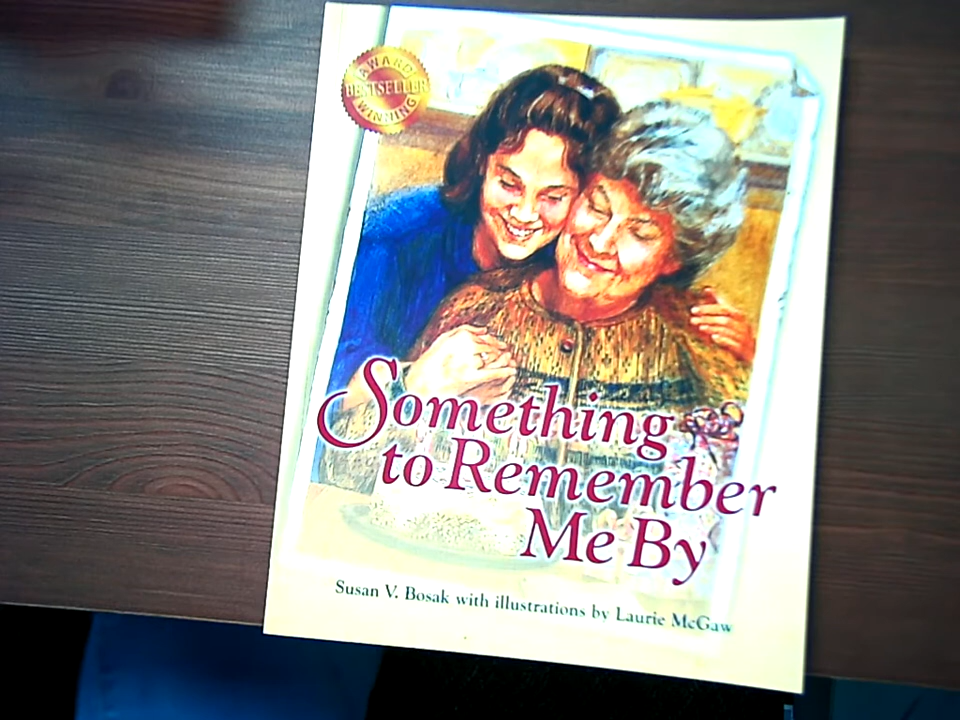 AWARD
BESTSELLER
WINNING
Something
to Remember
Me By
Susan V. Bosak with illustrations by Laurie McGaw